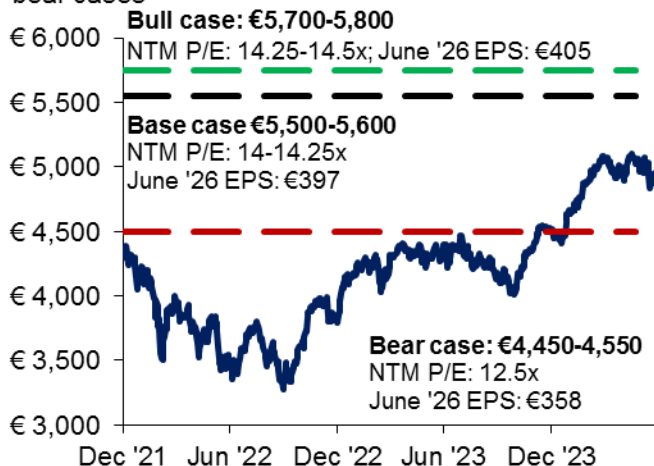 Bull case: €5,700-5,800
NTM P/E: 14.25-14.5x; June '26 EPS: €405
Base case €5,500-5,600
NTM P/E: 14-14.25x
June '26 EPS: €397
Bear case: €4,450-4,550
NTM P/E: 12.5x
June '26 EPS: €358
€ 6,000
€ 5,500
€ 5,000
€ 4,500
€ 4,000
€ 3,500
€ 3,000
Dec '21 Jun '22 Dec '22 Jun '23 Dec '23